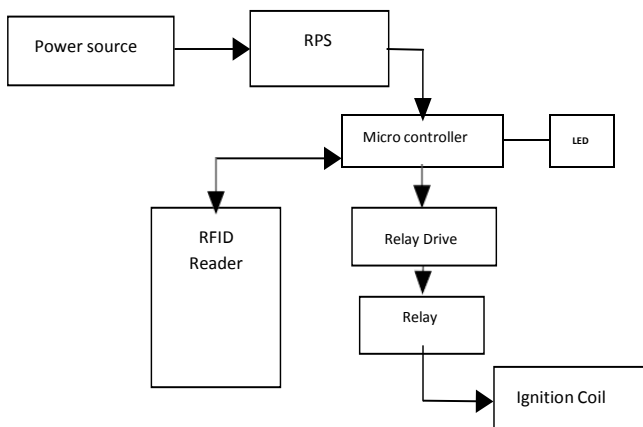 Power source
RPS
Micro controller
LED
RFID
Reader
Relay Drive
Relay
Ignition Coil